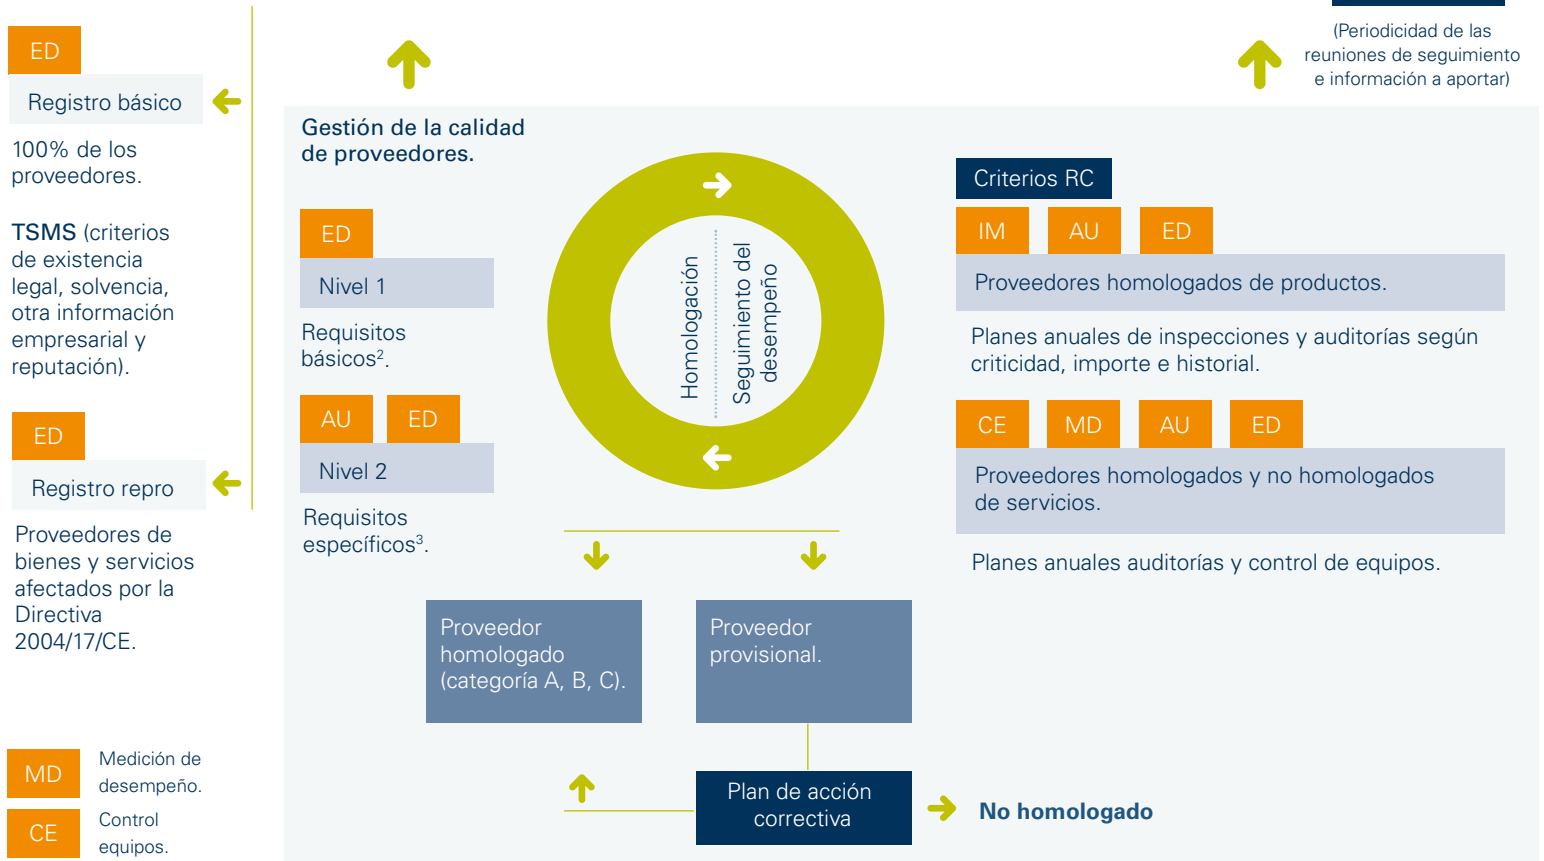 ED
Registro básico
100% de los
proveedores.
TSMS (criterios
de existencia
legal, solvencia,
otra información
empresarial y
reputación).
ED
Registro repro
Proveedores de
bienes y servicios
afectados por la
Directiva
2004/17/CE.
MD
Medición de
desempeño.
CE
Control
equipos.
(Periodicidad de las
reuniones de seguimiento
e información a aportar)
Gestión de la calidad
de proveedores.
ED
Nivel 1
Requisitos
básicos².
AU ED
Nivel 2
Requisitos
específicos³.
Homologación
Seguimiento del
desempeño
Criterios RC
IM AU ED
Proveedores homologados de productos.
Planes anuales de inspecciones y auditorías según
criticidad, importe e historial.
CE MD AU ED
Proveedores homologados y no homologados
de servicios.
Planes anuales auditorías y control de equipos.
Proveedor
homologado
(categoría A, B, C).
Proveedor
provisional.
Plan de acción
correctiva
No homologado